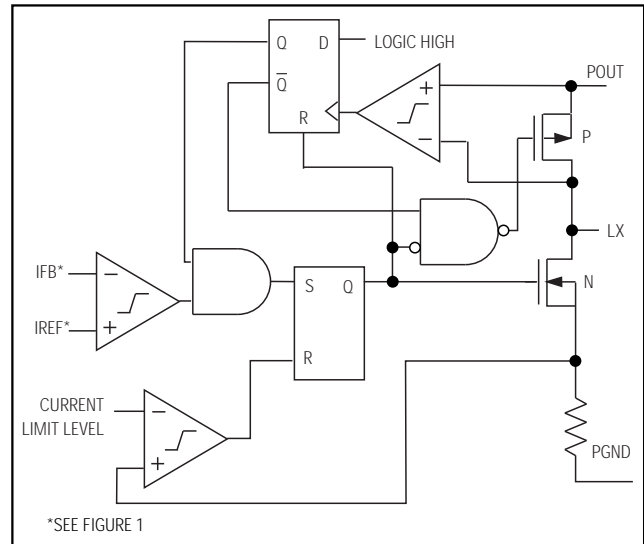 Q D LOGIC HIGH
Q
R
+
−
POUT
P
LX
N
IFB*
−
IREF*
+
S Q
R
CURRENT
LIMIT LEVEL
−
+
PGND
*SEE FIGURE 1